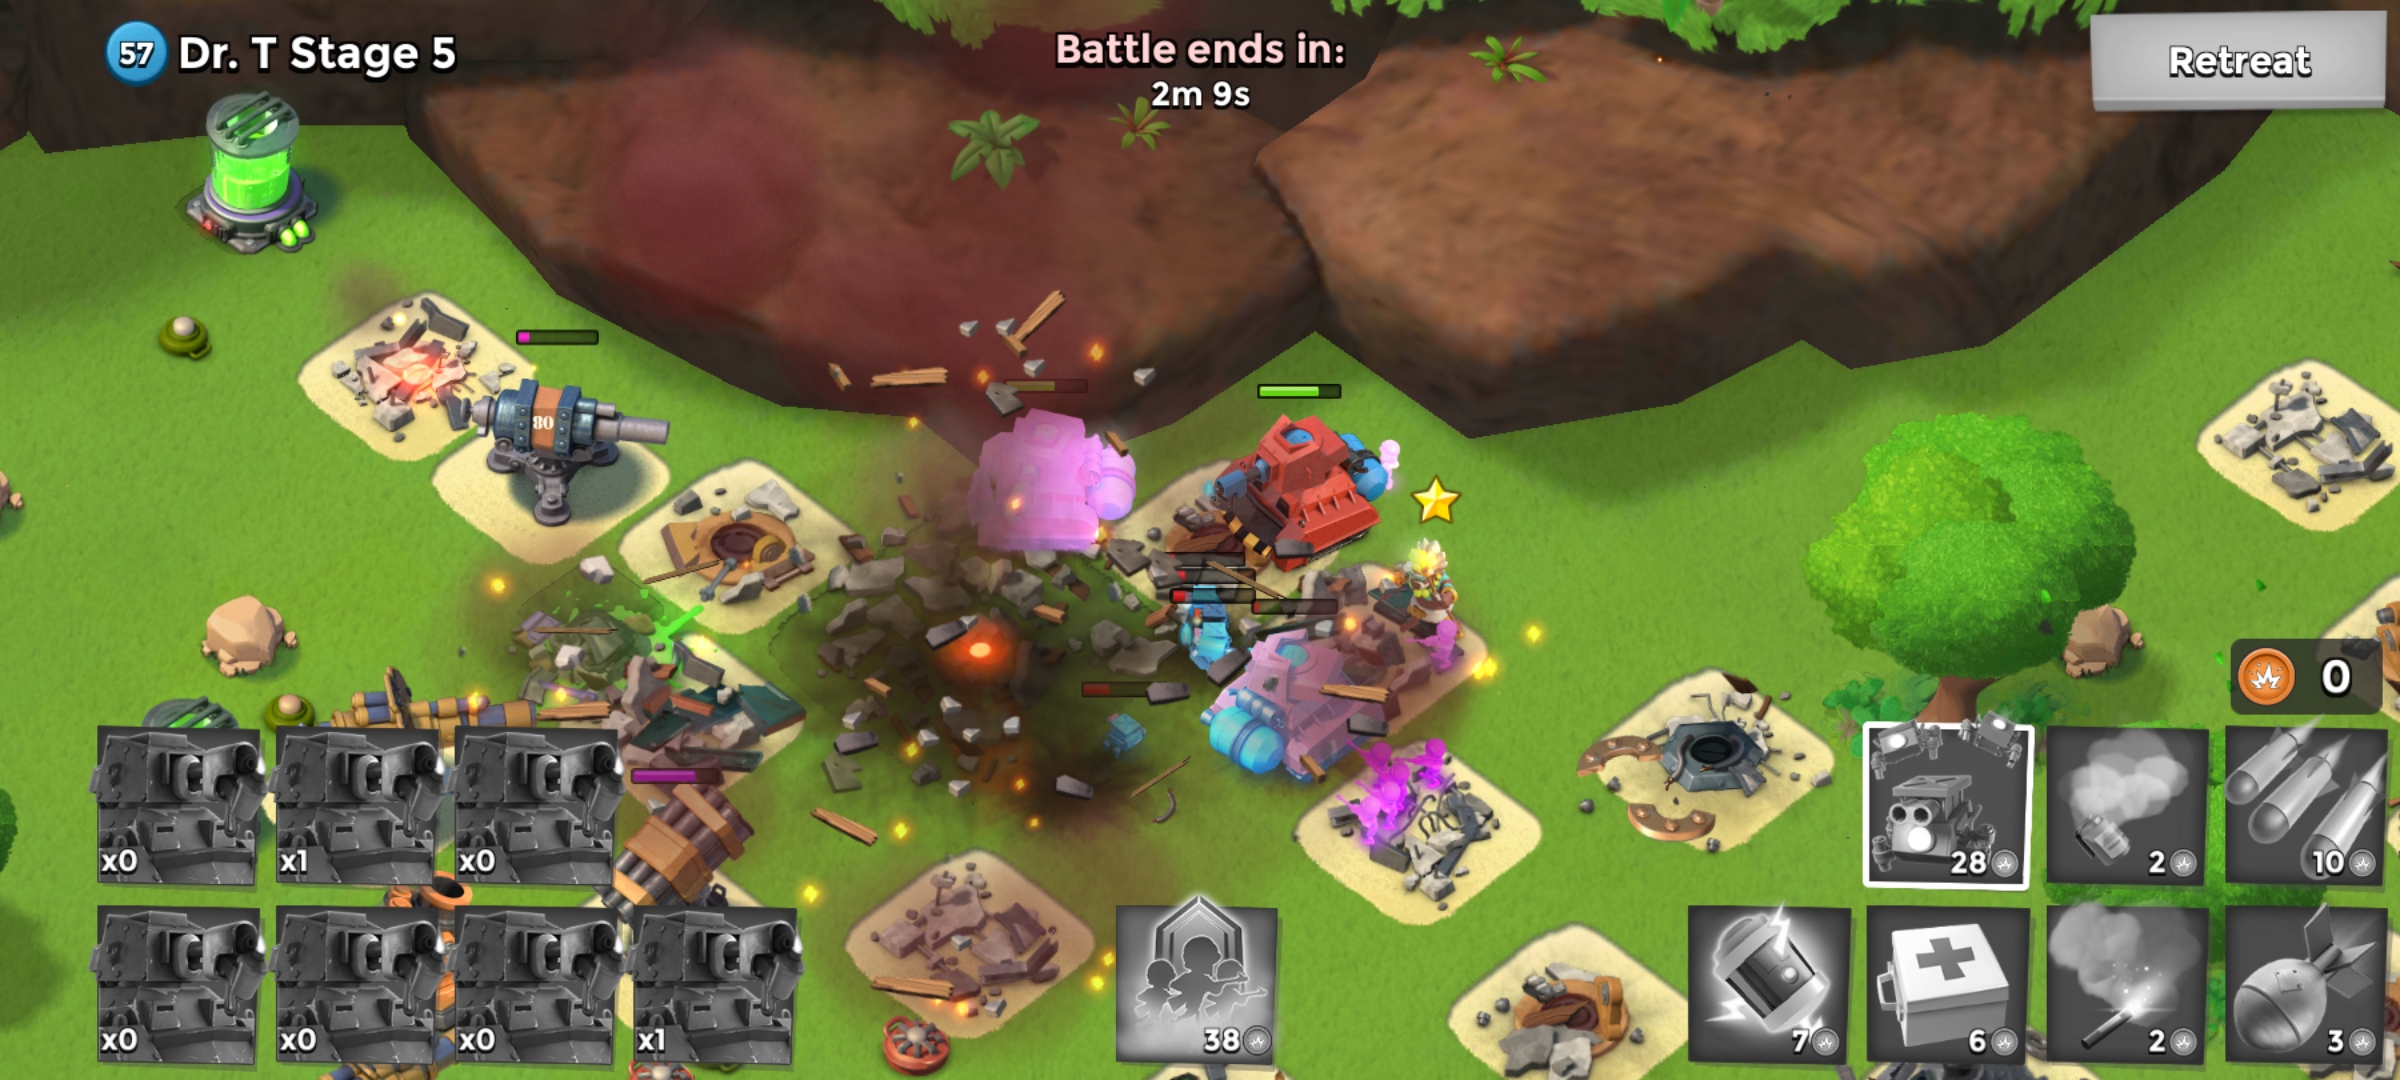 57 Dr. T Stage 5
Battle ends in:
2m 9s
Retreat
80
0
x0
x1
x0
28
2
10
x0
x0
x0
x1
38
7
6
2
3